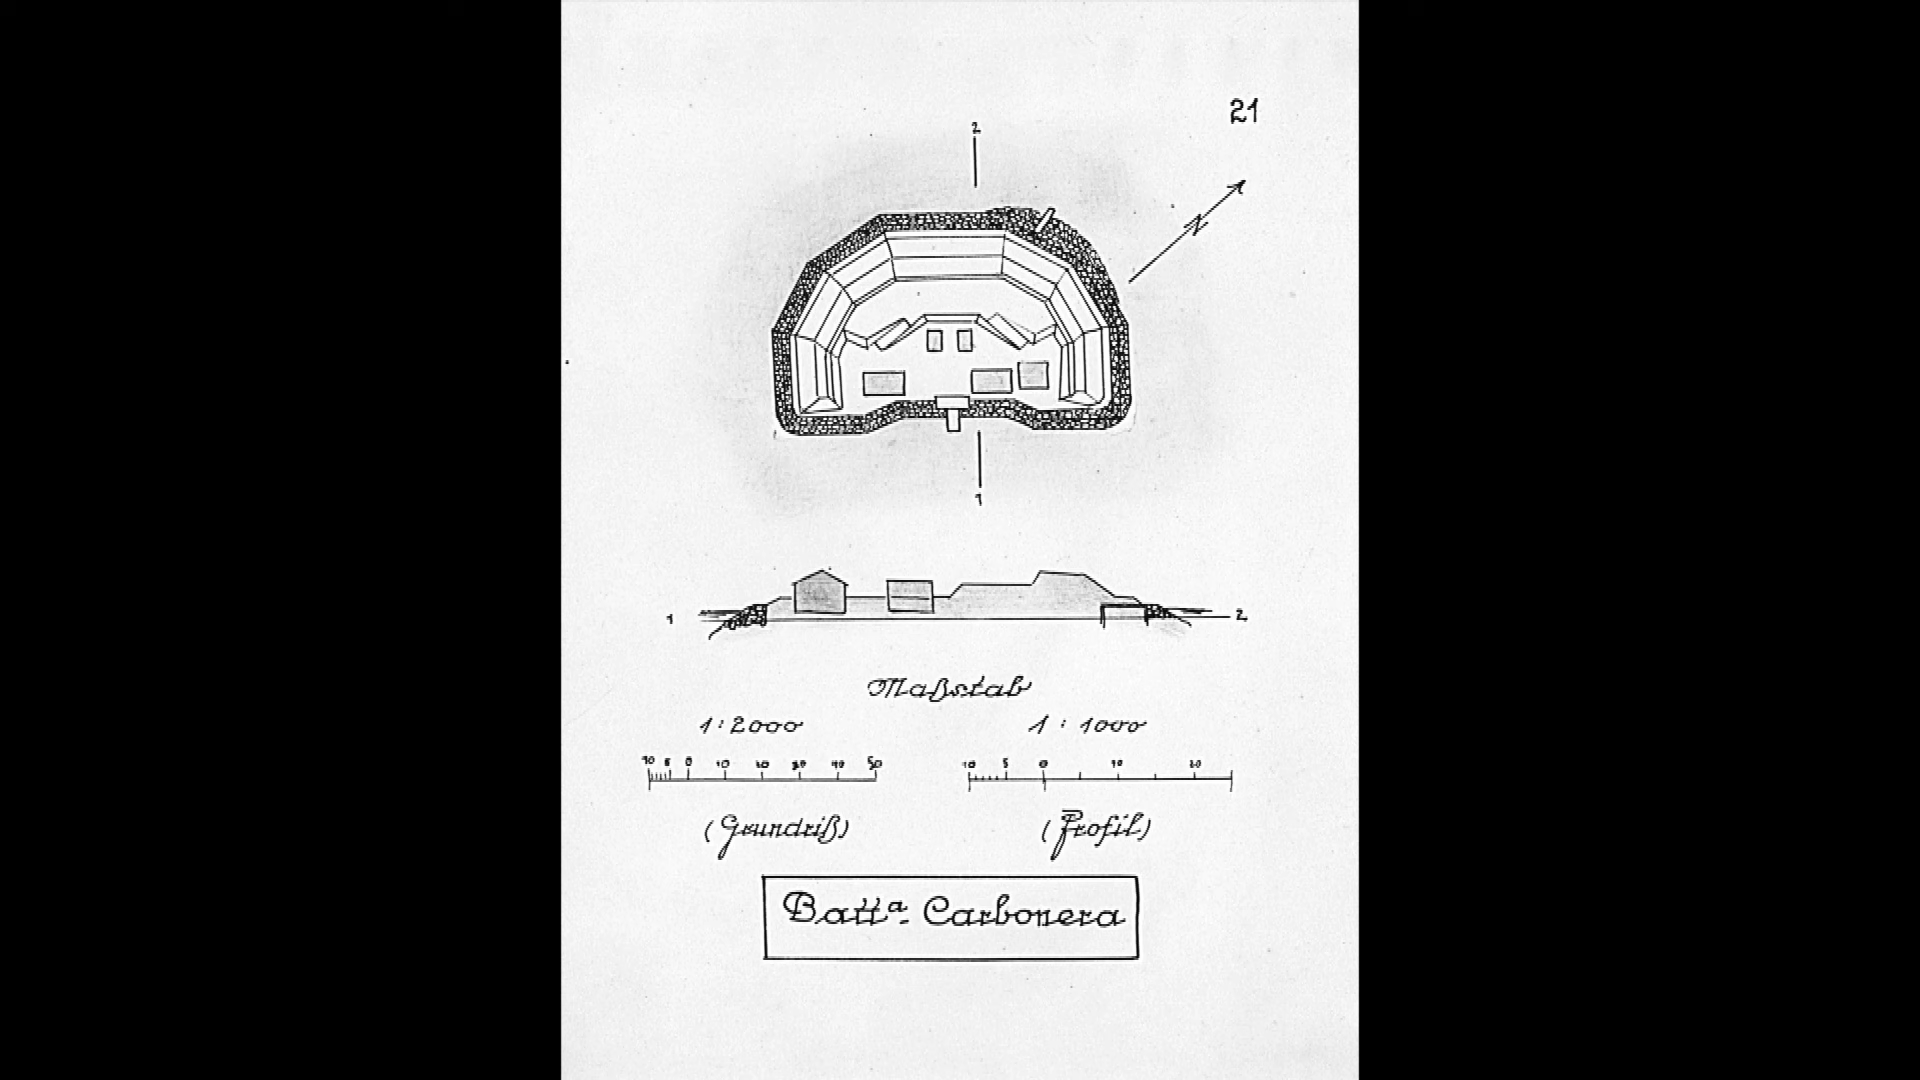 21
2
N
1
1 2
Maßstab
1:2000 1 : 1000
10 5 0 10 20 30 40 50 10 5 0 10 20
(Grundriß) (Profil)
Battª. Carbonera